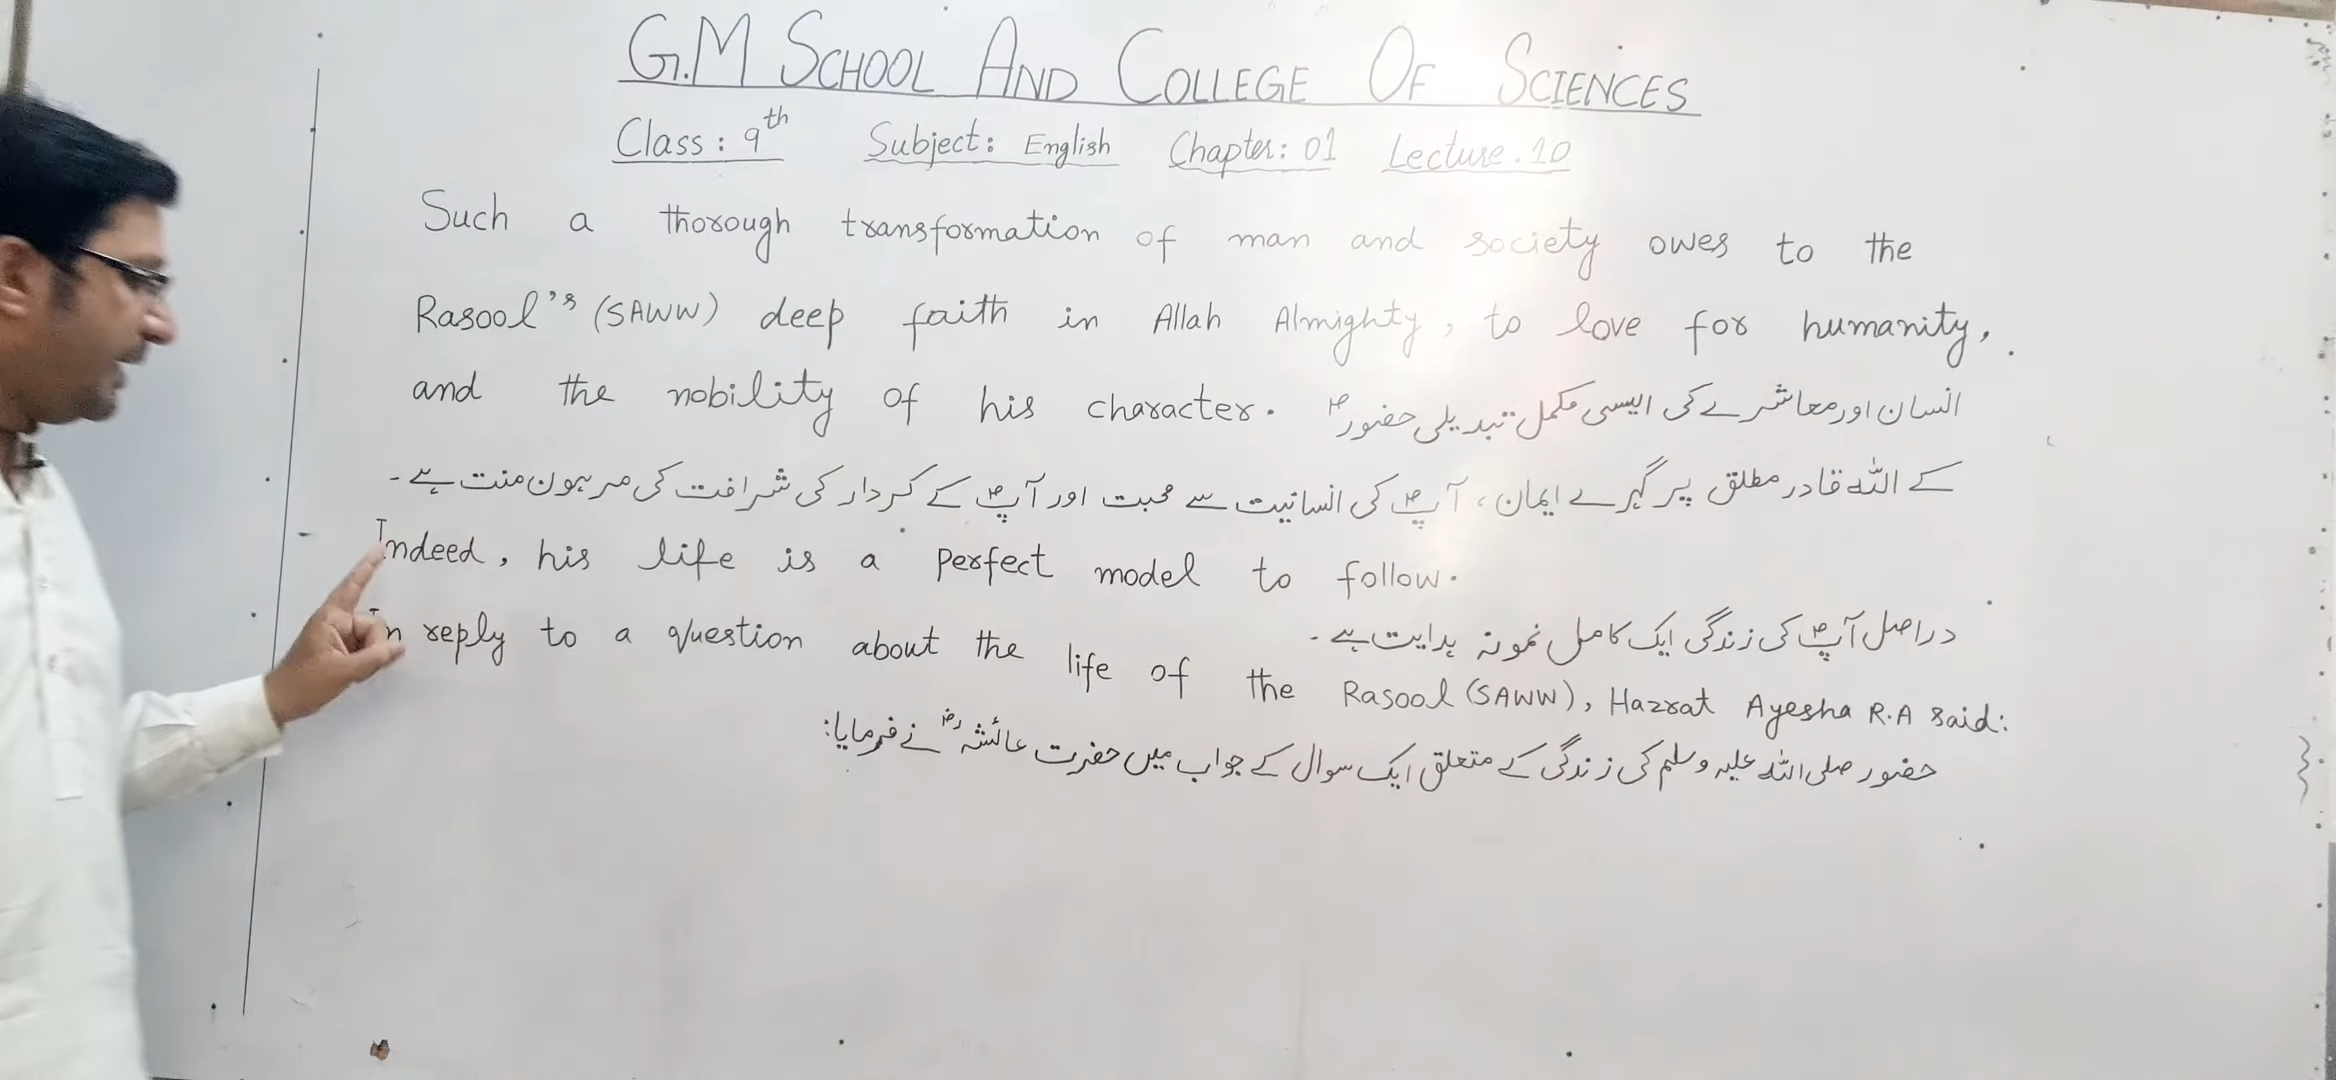 G.M SCHOOL AND COLLEGE OF SCIENCES
Class: 9th Subject: English Chapter: 01 Lecture. 10
Such a thorough transformation of man and society owes to the
Rasool's (SAWW) deep faith in Allah Almighty, to love for humanity,
and the nobility of his character. انسان اور معاشرے کی ایسی مکمل تبدیلی حضورؐ
کے اللہ قادر مطلق پر گہرے ایمان، آپؐ کی انسانیت سے محبت اور آپؐ کے کردار کی شرافت کی مرہون منت ہے۔
Indeed, his life is a perfect model to follow.
دراصل آپؐ کی زندگی ایک کامل نمونہ ہدایت ہے۔
In reply to a question about the life of the Rasool (SAWW), Hazrat Ayesha R.A said:
حضور صلی اللہ علیہ وسلم کی زندگی کے متعلق ایک سوال کے جواب میں حضرت عائشہؓ نے فرمایا: